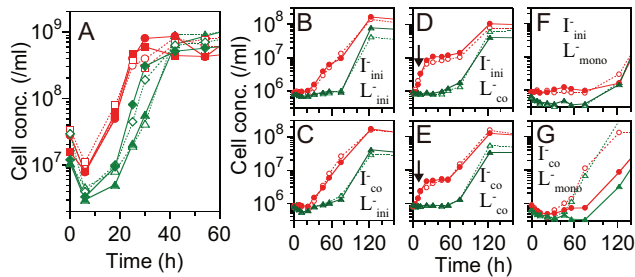 A
Cell conc. (/ml)
10⁹
10⁸
10⁷
0 20 40 60
Time (h)
Cell conc. (/ml)
B
10⁸
10⁷
10⁶
I⁻ini
L⁻ini
D
I⁻ini
L⁻co
F
I⁻ini
L⁻mono
C
10⁸
10⁷
10⁶
I⁻co
L⁻ini
E
I⁻co
L⁻co
G
I⁻co
L⁻mono
0 60 120
0 60 120
0 60 120
Time (h)